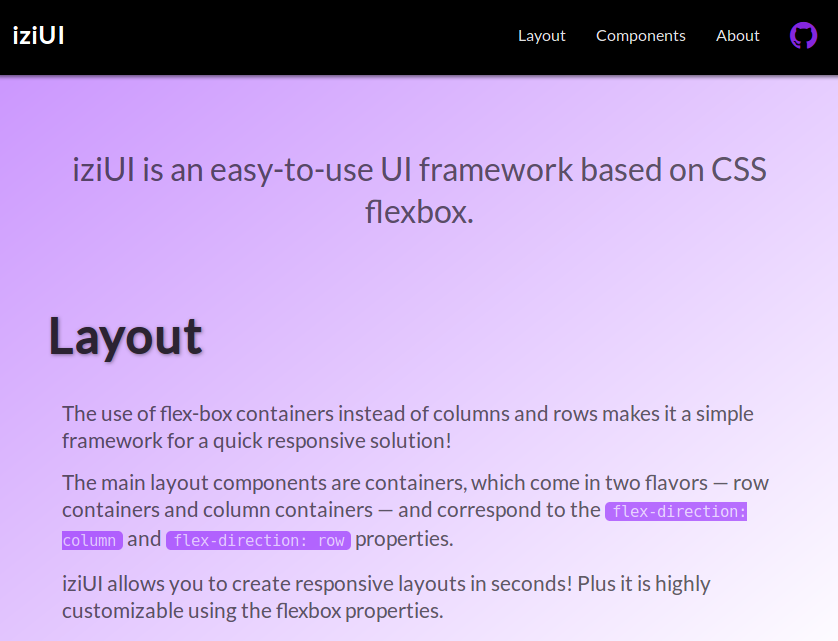 iziUI
Layout Components About
iziUI is an easy-to-use UI framework based on CSS
flexbox.
Layout
The use of flex-box containers instead of columns and rows makes it a simple
framework for a quick responsive solution!
The main layout components are containers, which come in two flavors — row
containers and column containers — and correspond to the flex-direction:
column and flex-direction: row properties.
iziUI allows you to create responsive layouts in seconds! Plus it is highly
customizable using the flexbox properties.